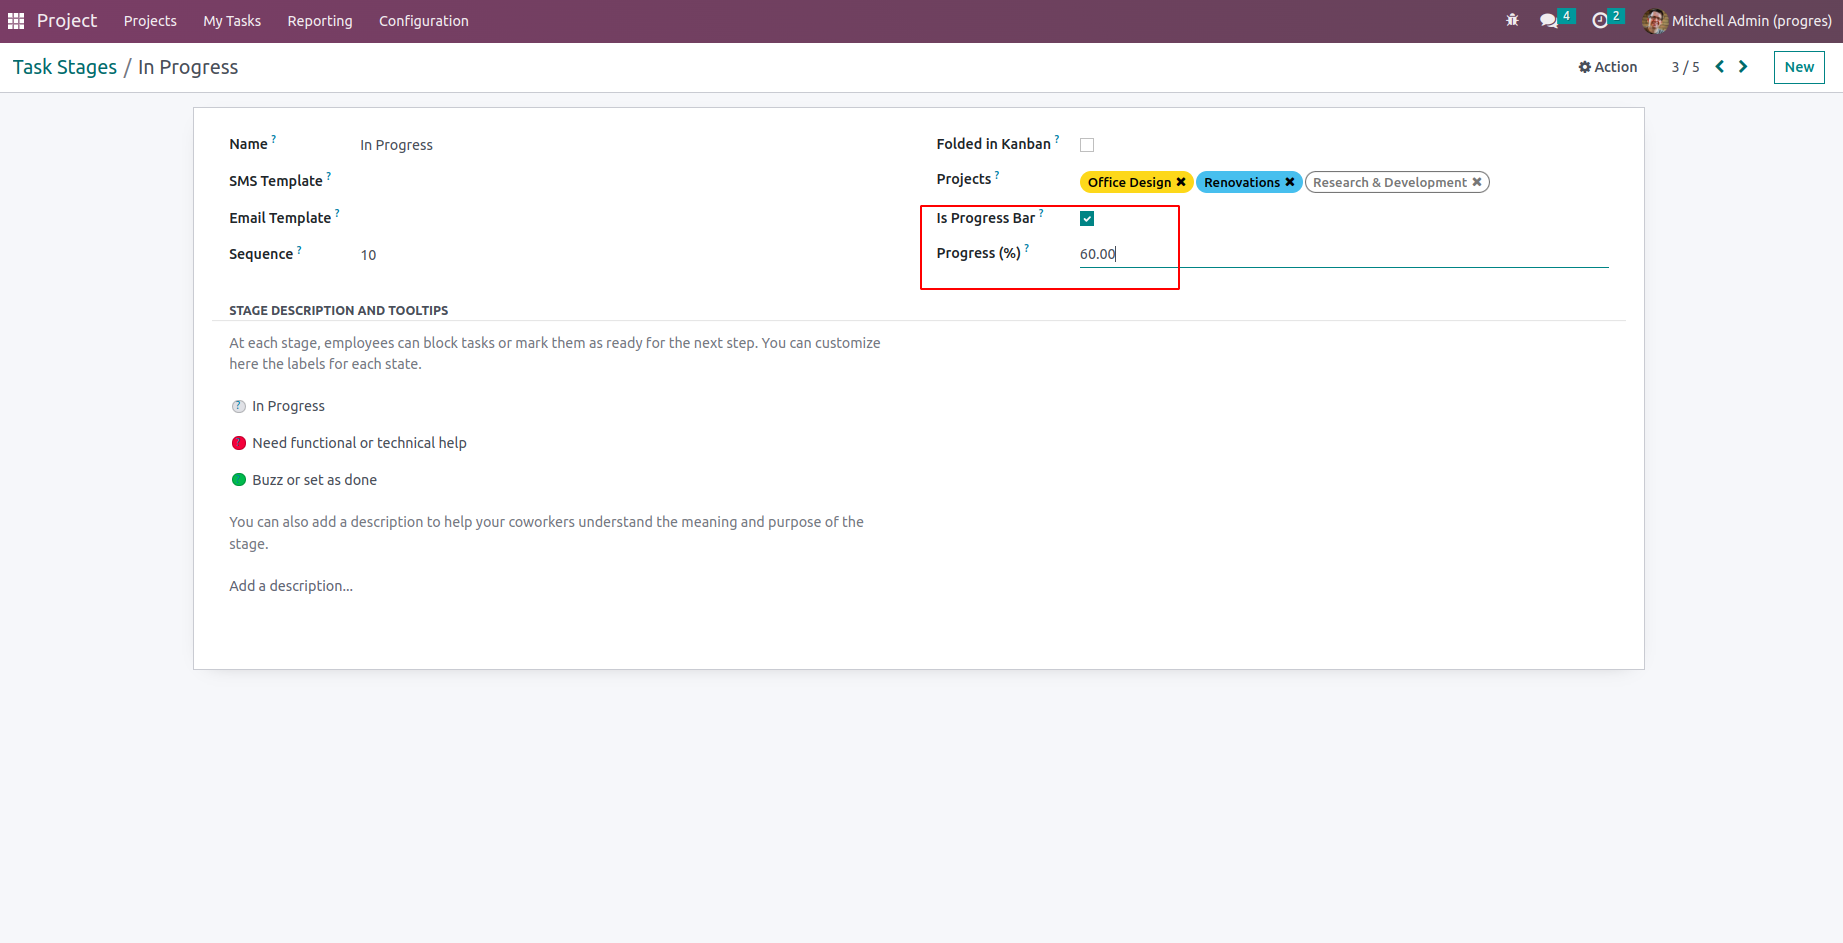 Project Projects My Tasks Reporting Configuration 4 2 Mitchell Admin (progres)
Task Stages / In Progress Action 3 / 5 New
Name ? In Progress
SMS Template ?
Email Template ?
Sequence ? 10
Folded in Kanban ?
Projects ? Office Design ✖ Renovations ✖ Research & Development ✖
Is Progress Bar ?
Progress (%) ? 60.00
STAGE DESCRIPTION AND TOOLTIPS
At each stage, employees can block tasks or mark them as ready for the next step. You can customize
here the labels for each state.
? In Progress
Need functional or technical help
Buzz or set as done
You can also add a description to help your coworkers understand the meaning and purpose of the
stage.
Add a description...